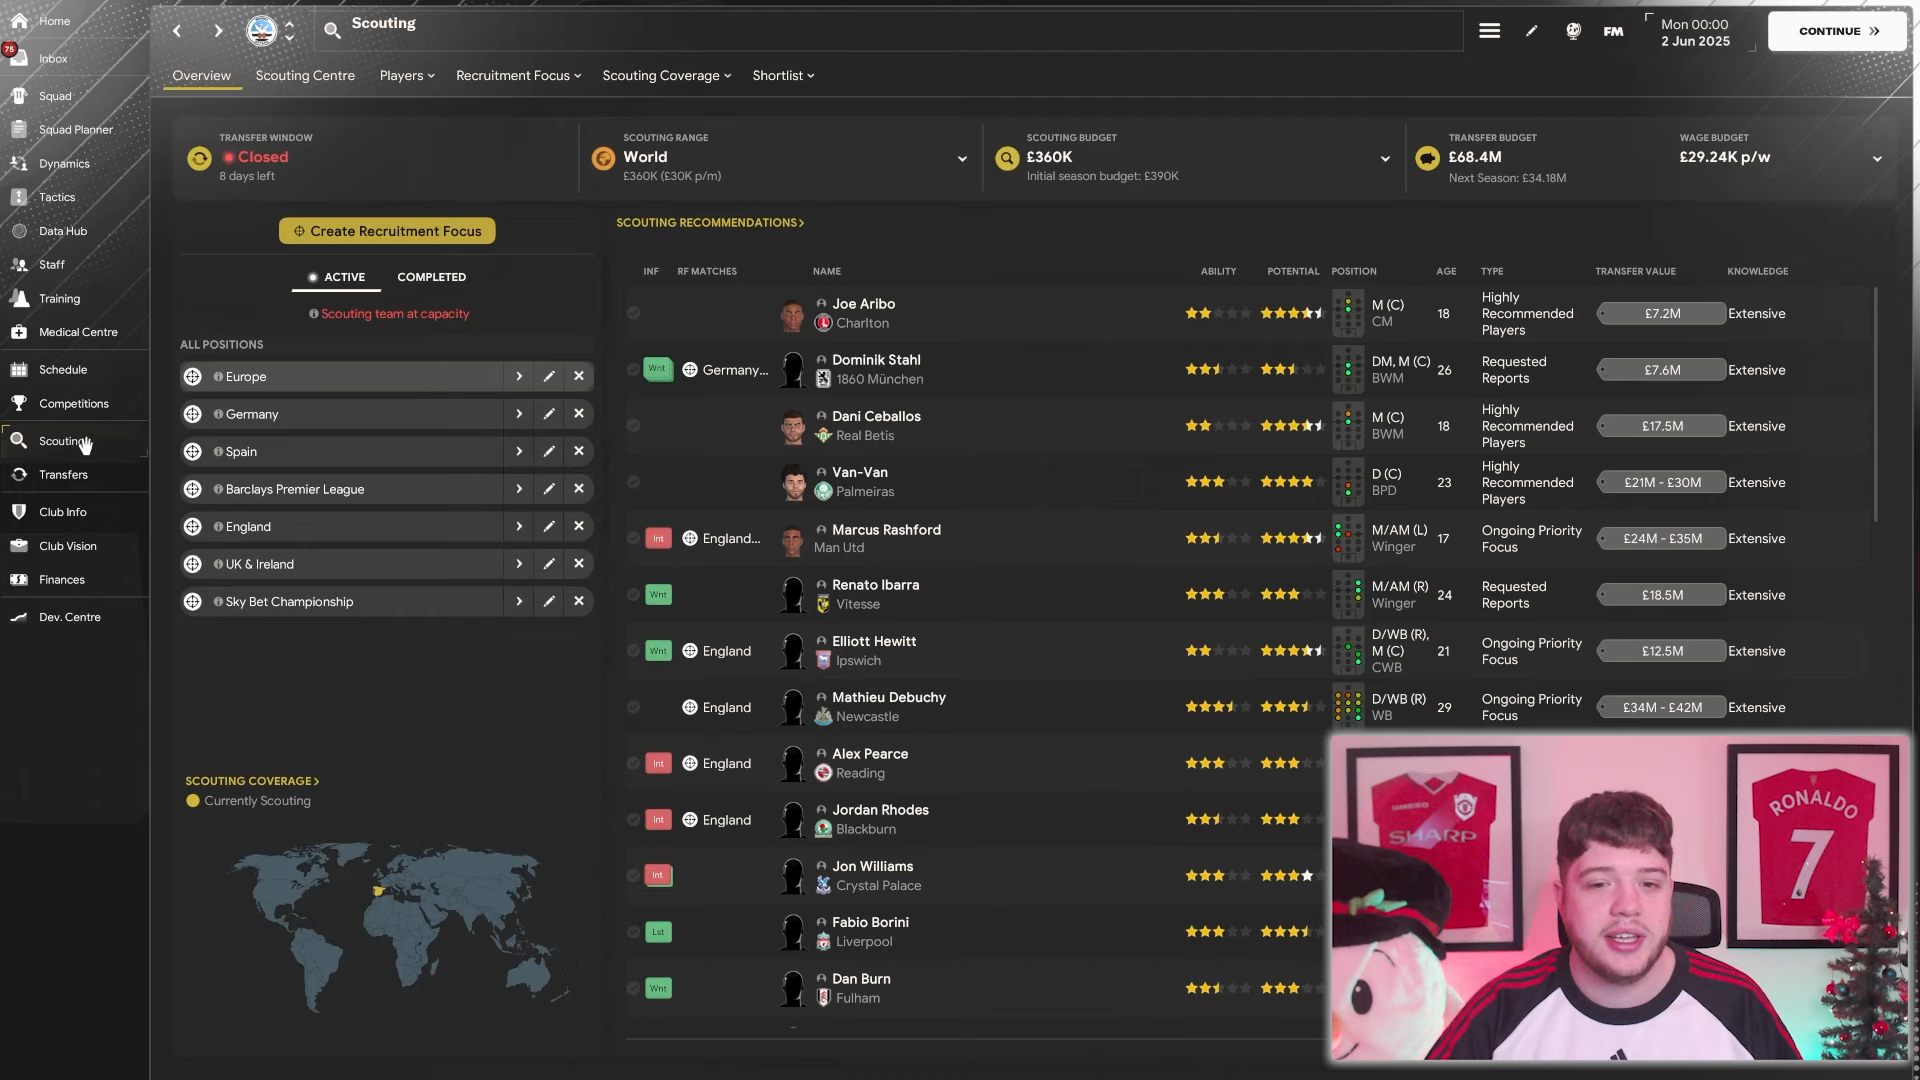 Home
75
Inbox
Squad
Squad Planner
Dynamics
Tactics
Data Hub
Staff
Training
Medical Centre
Schedule
Competitions
Scouting
Transfers
Club Info
Club Vision
Finances
Dev. Centre
Scouting
FM
Mon 00:00
2 Jun 2025
CONTINUE
Overview
Scouting Centre
Players
Recruitment Focus
Scouting Coverage
Shortlist
TRANSFER WINDOW
Closed
8 days left
SCOUTING RANGE
World
£360K (£30K p/m)
SCOUTING BUDGET
£360K
Initial season budget: £390K
TRANSFER BUDGET
£68.4M
Next Season: £34.18M
WAGE BUDGET
£29.24K p/w
Create Recruitment Focus
ACTIVE
COMPLETED
Scouting team at capacity
ALL POSITIONS
Europe
Germany
Spain
Barclays Premier League
England
UK & Ireland
Sky Bet Championship
SCOUTING COVERAGE >
Currently Scouting
SCOUTING RECOMMENDATIONS >
INF RF MATCHES NAME ABILITY POTENTIAL POSITION AGE TYPE TRANSFER VALUE KNOWLEDGE
Joe Aribo
Charlton
M (C)
CM
18
Highly
Recommended
Players
£7.2M
Extensive
Wnt
Germany...
Dominik Stahl
1860 München
DM, M (C)
BWM
26
Requested
Reports
£7.6M
Extensive
Dani Ceballos
Real Betis
M (C)
BWM
18
Highly
Recommended
Players
£17.5M
Extensive
Van-Van
Palmeiras
D (C)
BPD
23
Highly
Recommended
Players
£21M - £30M
Extensive
Int
England...
Marcus Rashford
Man Utd
M/AM (L)
Winger
17
Ongoing Priority
Focus
£24M - £35M
Extensive
Wnt
Renato Ibarra
Vitesse
M/AM (R)
Winger
24
Requested
Reports
£18.5M
Extensive
Wnt
England
Elliott Hewitt
Ipswich
D/WB (R),
M (C)
CWB
21
Ongoing Priority
Focus
£12.5M
Extensive
England
Mathieu Debuchy
Newcastle
D/WB (R)
WB
29
Ongoing Priority
Focus
£34M - £42M
Extensive
Int
England
Alex Pearce
Reading
Int
England
Jordan Rhodes
Blackburn
Int
Jon Williams
Crystal Palace
Lst
Fabio Borini
Liverpool
Wnt
Dan Burn
Fulham
UMBRO
SHARP
RONALDO
7